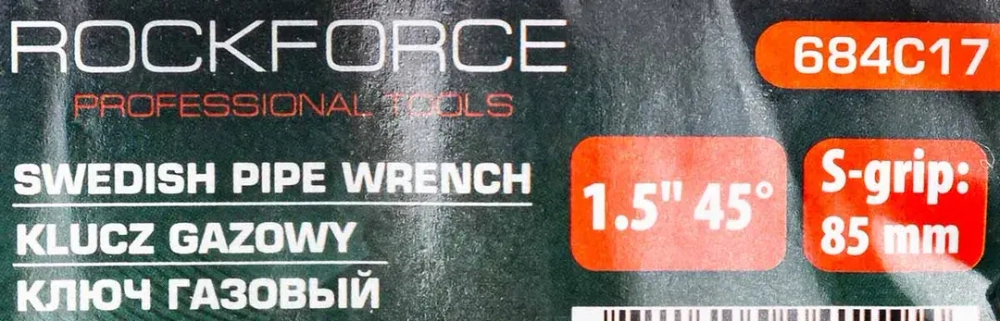 ROCKFORCE
PROFESSIONAL TOOLS
684C17
SWEDISH PIPE WRENCH
KLUCZ GAZOWY
КЛЮЧ ГАЗОВЫЙ
1.5" 45°
S-grip:
85 mm